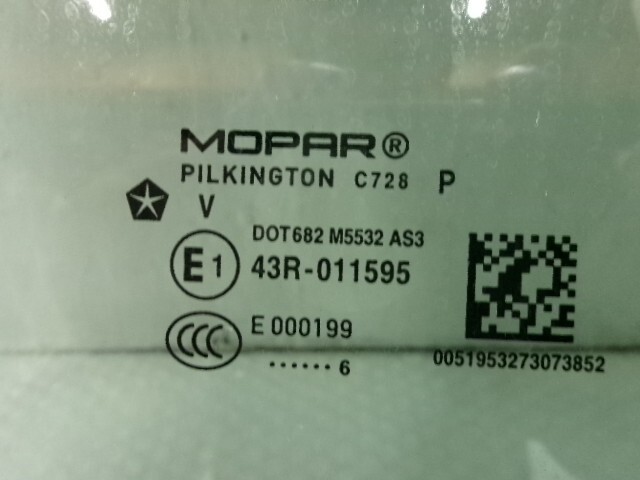 MOPAR®
PILKINGTON C728 P
V
DOT682 M5532 AS3
E1 43R-011595
CCC E 000199
······ 6
0051953273073852